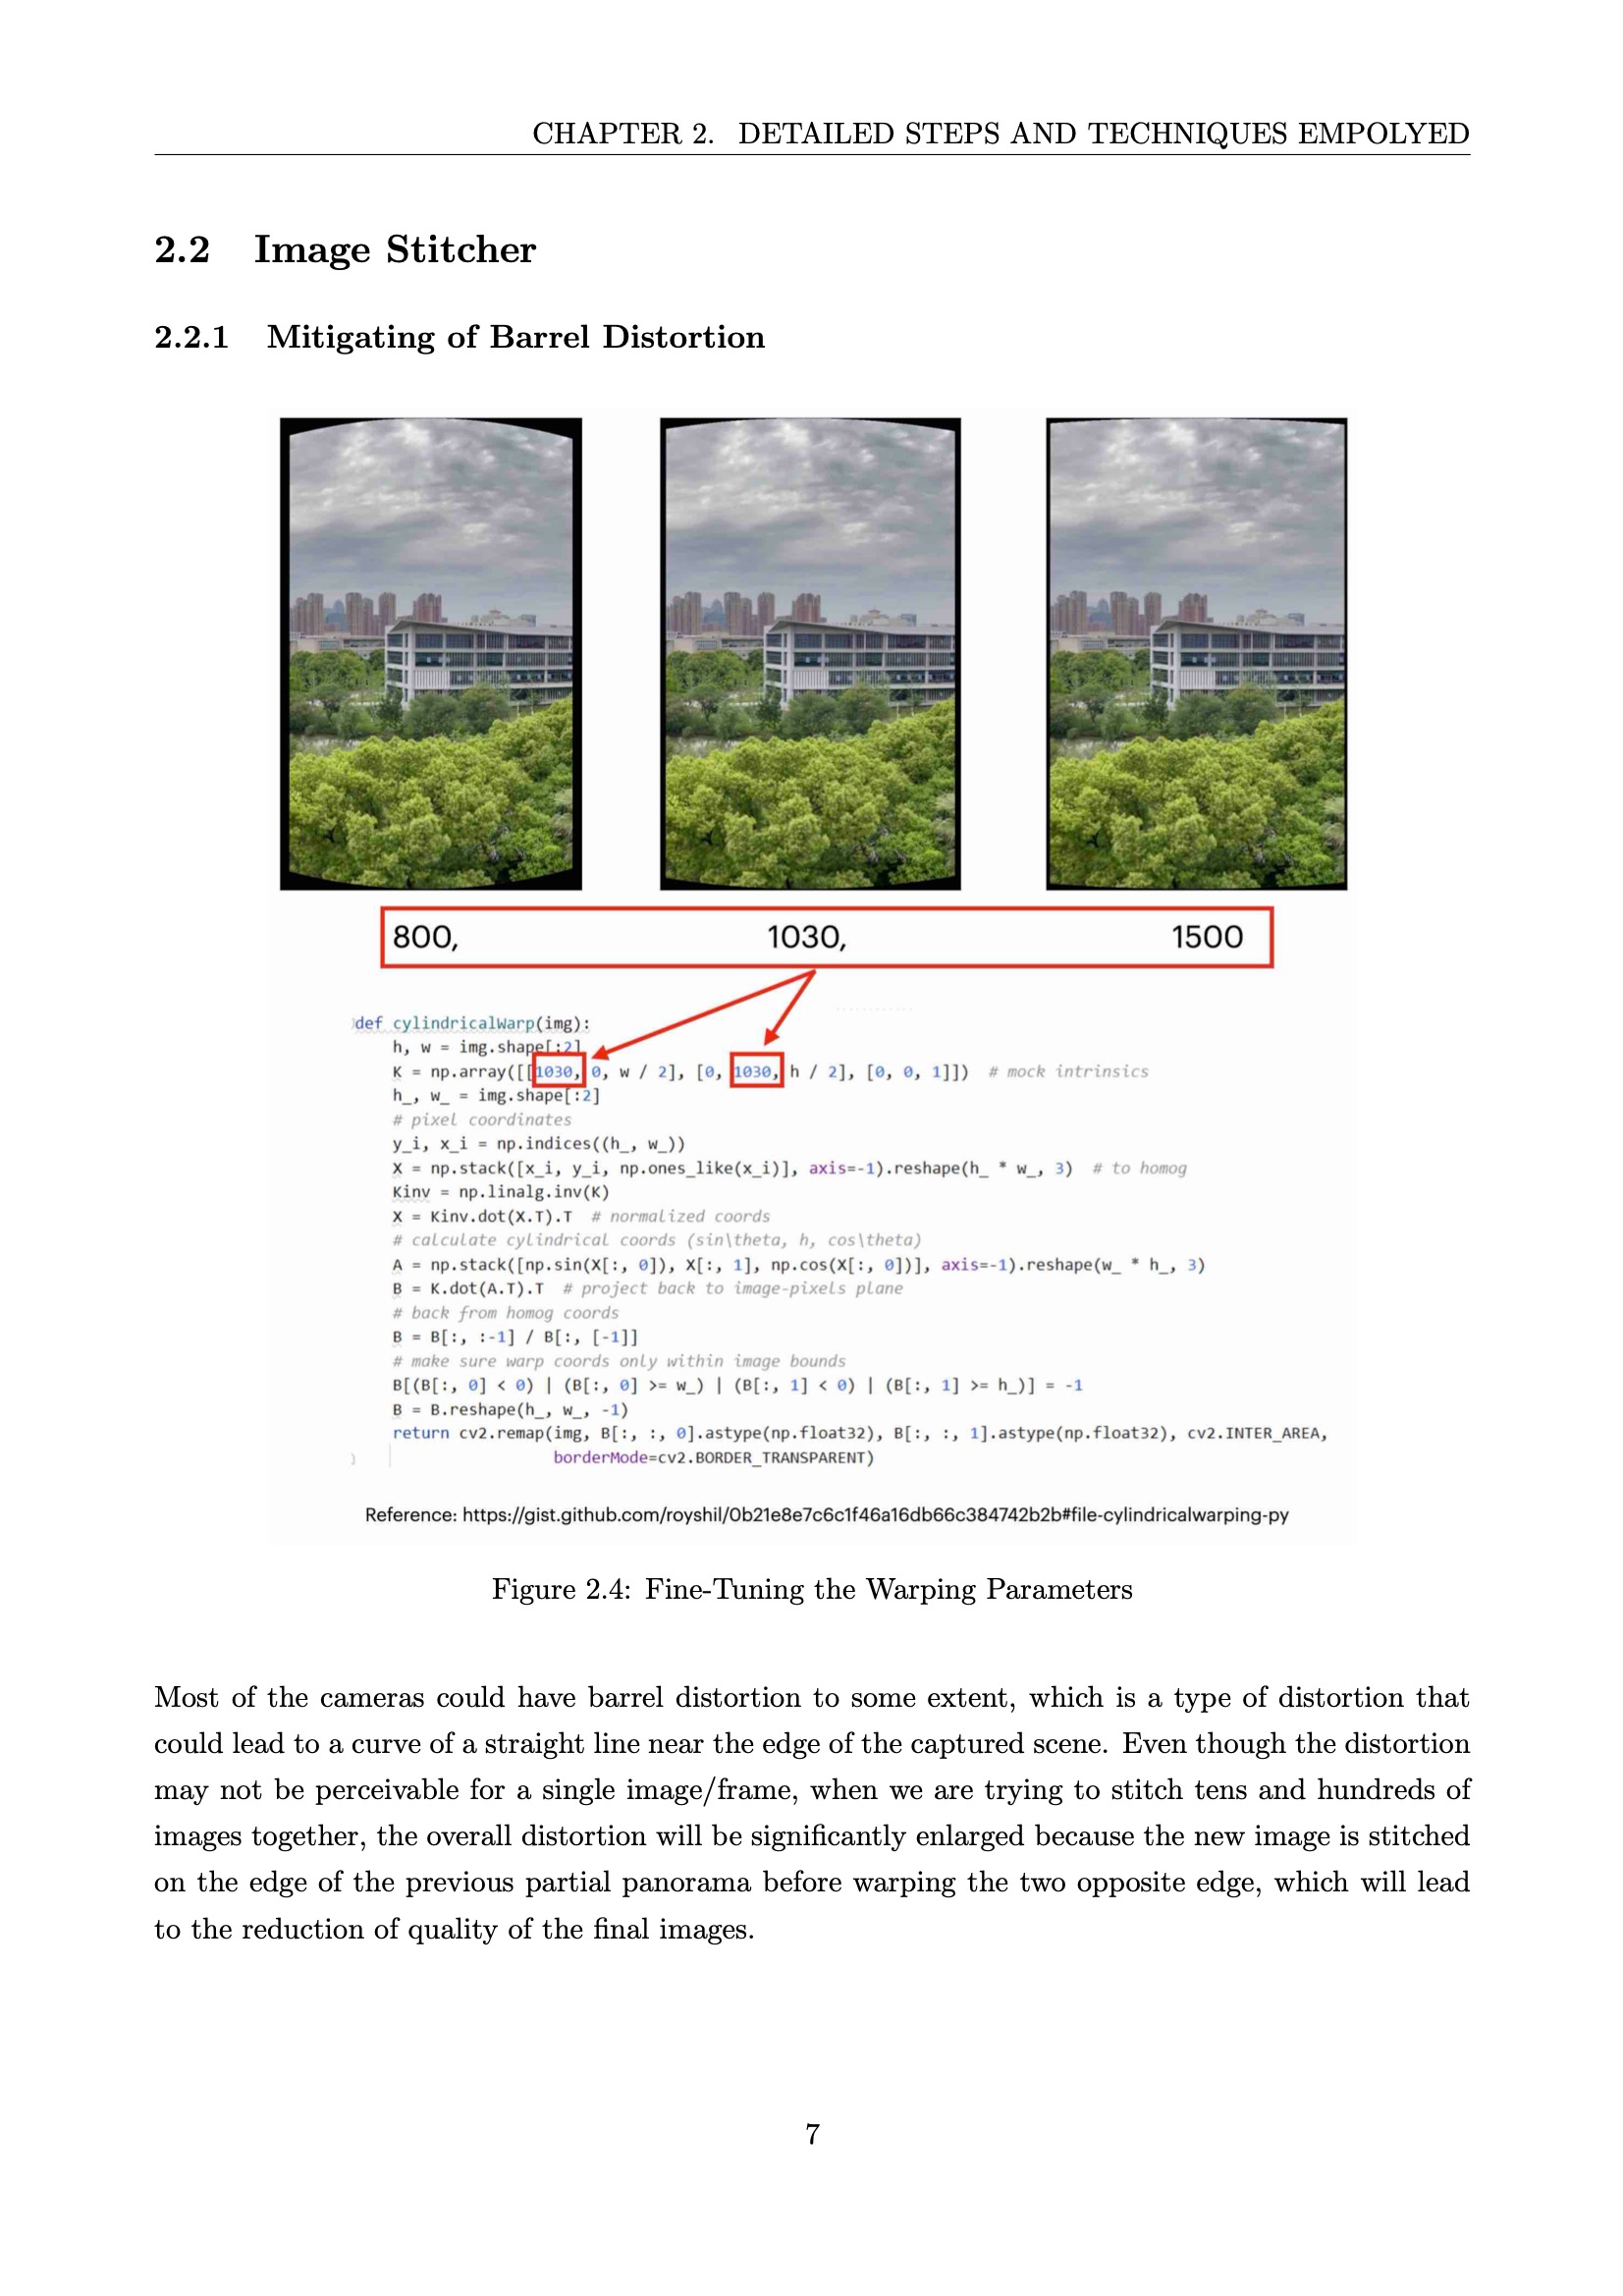 CHAPTER 2. DETAILED STEPS AND TECHNIQUES EMPOLYED
2.2 Image Stitcher
2.2.1 Mitigating of Barrel Distortion
800, 1030, 1500
def cylindricalWarp(img):
h, w = img.shape[:2]
K = np.array([[1030, 0, w / 2], [0, 1030, h / 2], [0, 0, 1]]) # mock intrinsics
h_, w_ = img.shape[:2]
# pixel coordinates
y_i, x_i = np.indices((h_, w_))
X = np.stack([x_i, y_i, np.ones_like(x_i)], axis=-1).reshape(h_ * w_, 3) # to homog
Kinv = np.linalg.inv(K)
X = Kinv.dot(X.T).T # normalized coords
# calculate cylindrical coords (sin\theta, h, cos\theta)
A = np.stack([np.sin(X[:, 0]), X[:, 1], np.cos(X[:, 0])], axis=-1).reshape(w_ * h_, 3)
B = K.dot(A.T).T # project back to image-pixels plane
# back from homog coords
B = B[:, :-1] / B[:, [-1]]
# make sure warp coords only within image bounds
B[(B[:, 0] < 0) | (B[:, 0] >= w_) | (B[:, 1] < 0) | (B[:, 1] >= h_)] = -1
B = B.reshape(h_, w_, -1)
return cv2.remap(img, B[:, :, 0].astype(np.float32), B[:, :, 1].astype(np.float32), cv2.INTER_AREA,
borderMode=cv2.BORDER_TRANSPARENT)
Reference: https://gist.github.com/royshil/0b21e8e7c6c1f46a16db66c384742b2b#file-cylindricalwarping-py
Figure 2.4: Fine-Tuning the Warping Parameters
Most of the cameras could have barrel distortion to some extent, which is a type of distortion that
could lead to a curve of a straight line near the edge of the captured scene. Even though the distortion
may not be perceivable for a single image/frame, when we are trying to stitch tens and hundreds of
images together, the overall distortion will be significantly enlarged because the new image is stitched
on the edge of the previous partial panorama before warping the two opposite edge, which will lead
to the reduction of quality of the final images.
7